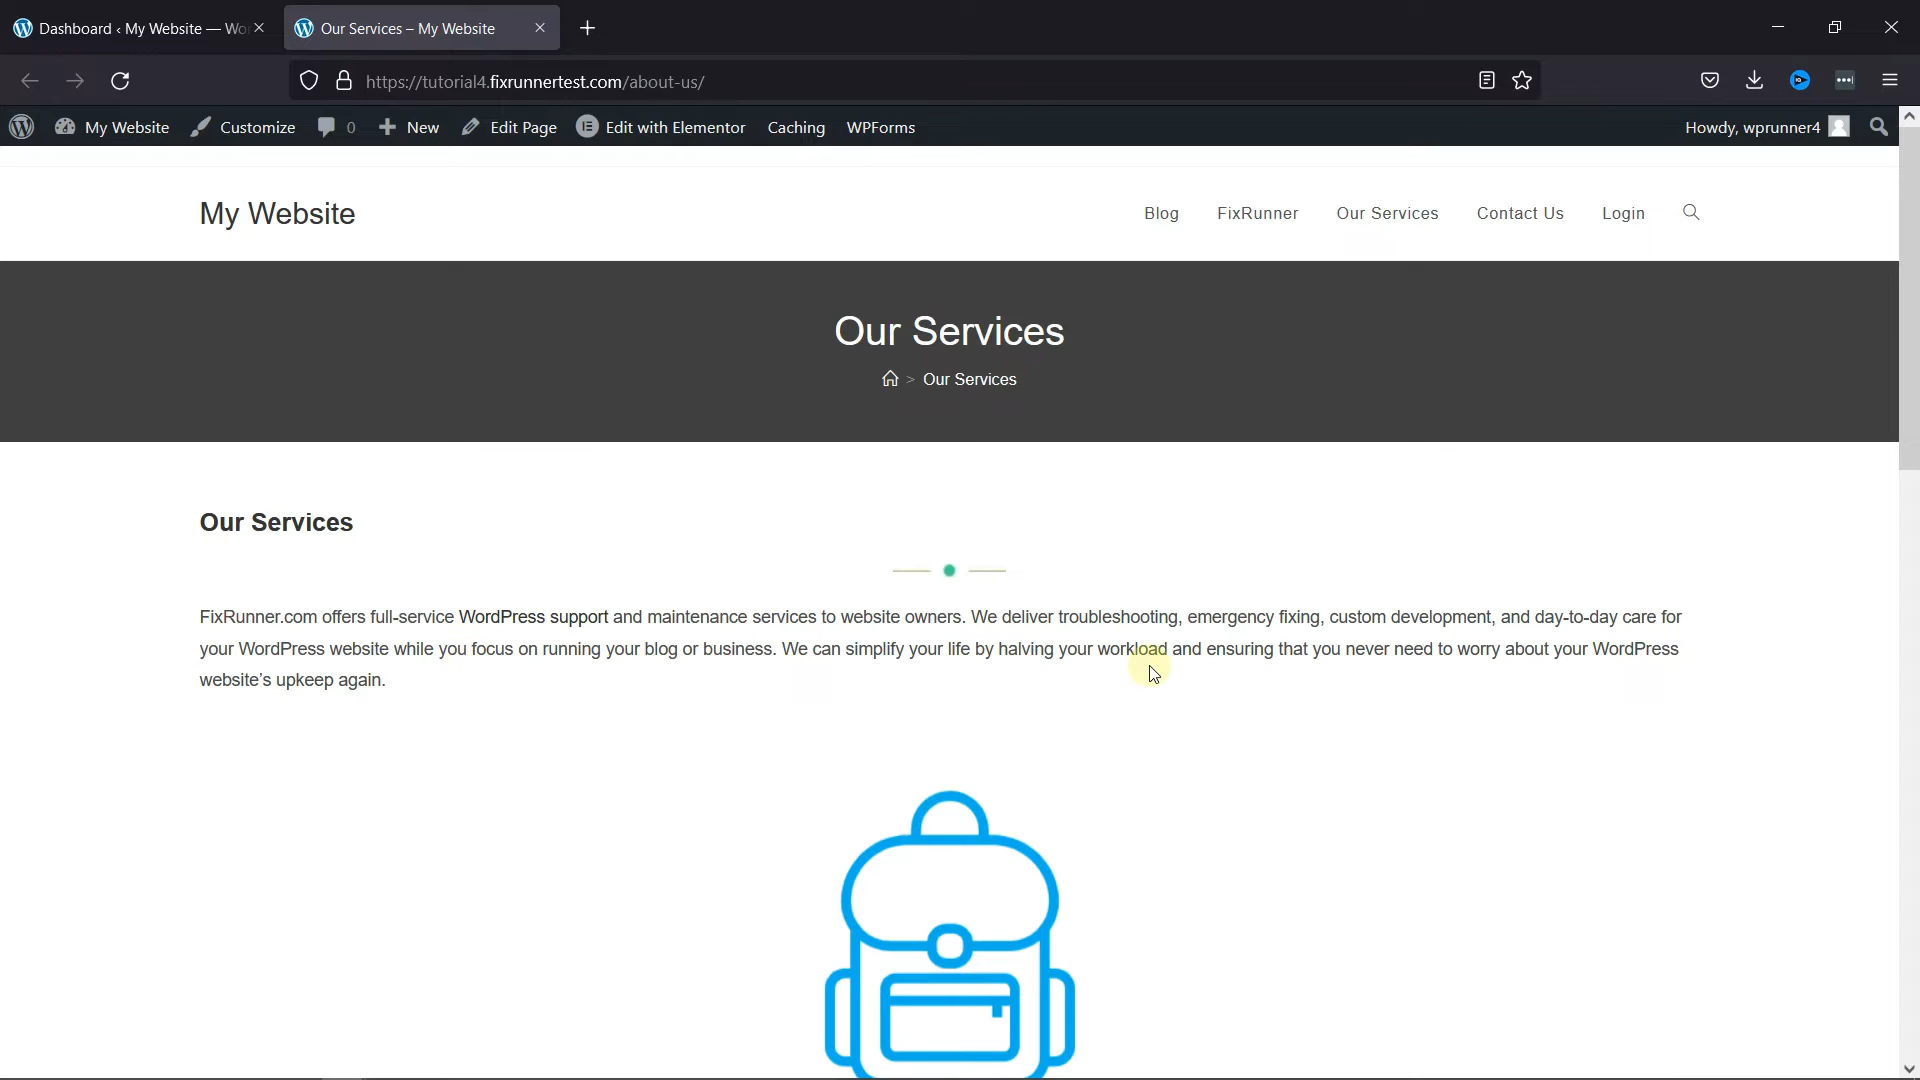 Dashboard ‹ My Website — Wo
Our Services – My Website
https://tutorial4.fixrunnertest.com/about-us/
My Website
Customize
0
New
Edit Page
Edit with Elementor
Caching
WPForms
Howdy, wprunner4
My Website
Blog
FixRunner
Our Services
Contact Us
Login
Our Services
> Our Services
Our Services
FixRunner.com offers full-service WordPress support and maintenance services to website owners. We deliver troubleshooting, emergency fixing, custom development, and day-to-day care for
your WordPress website while you focus on running your blog or business. We can simplify your life by halving your workload and ensuring that you never need to worry about your WordPress
website’s upkeep again.